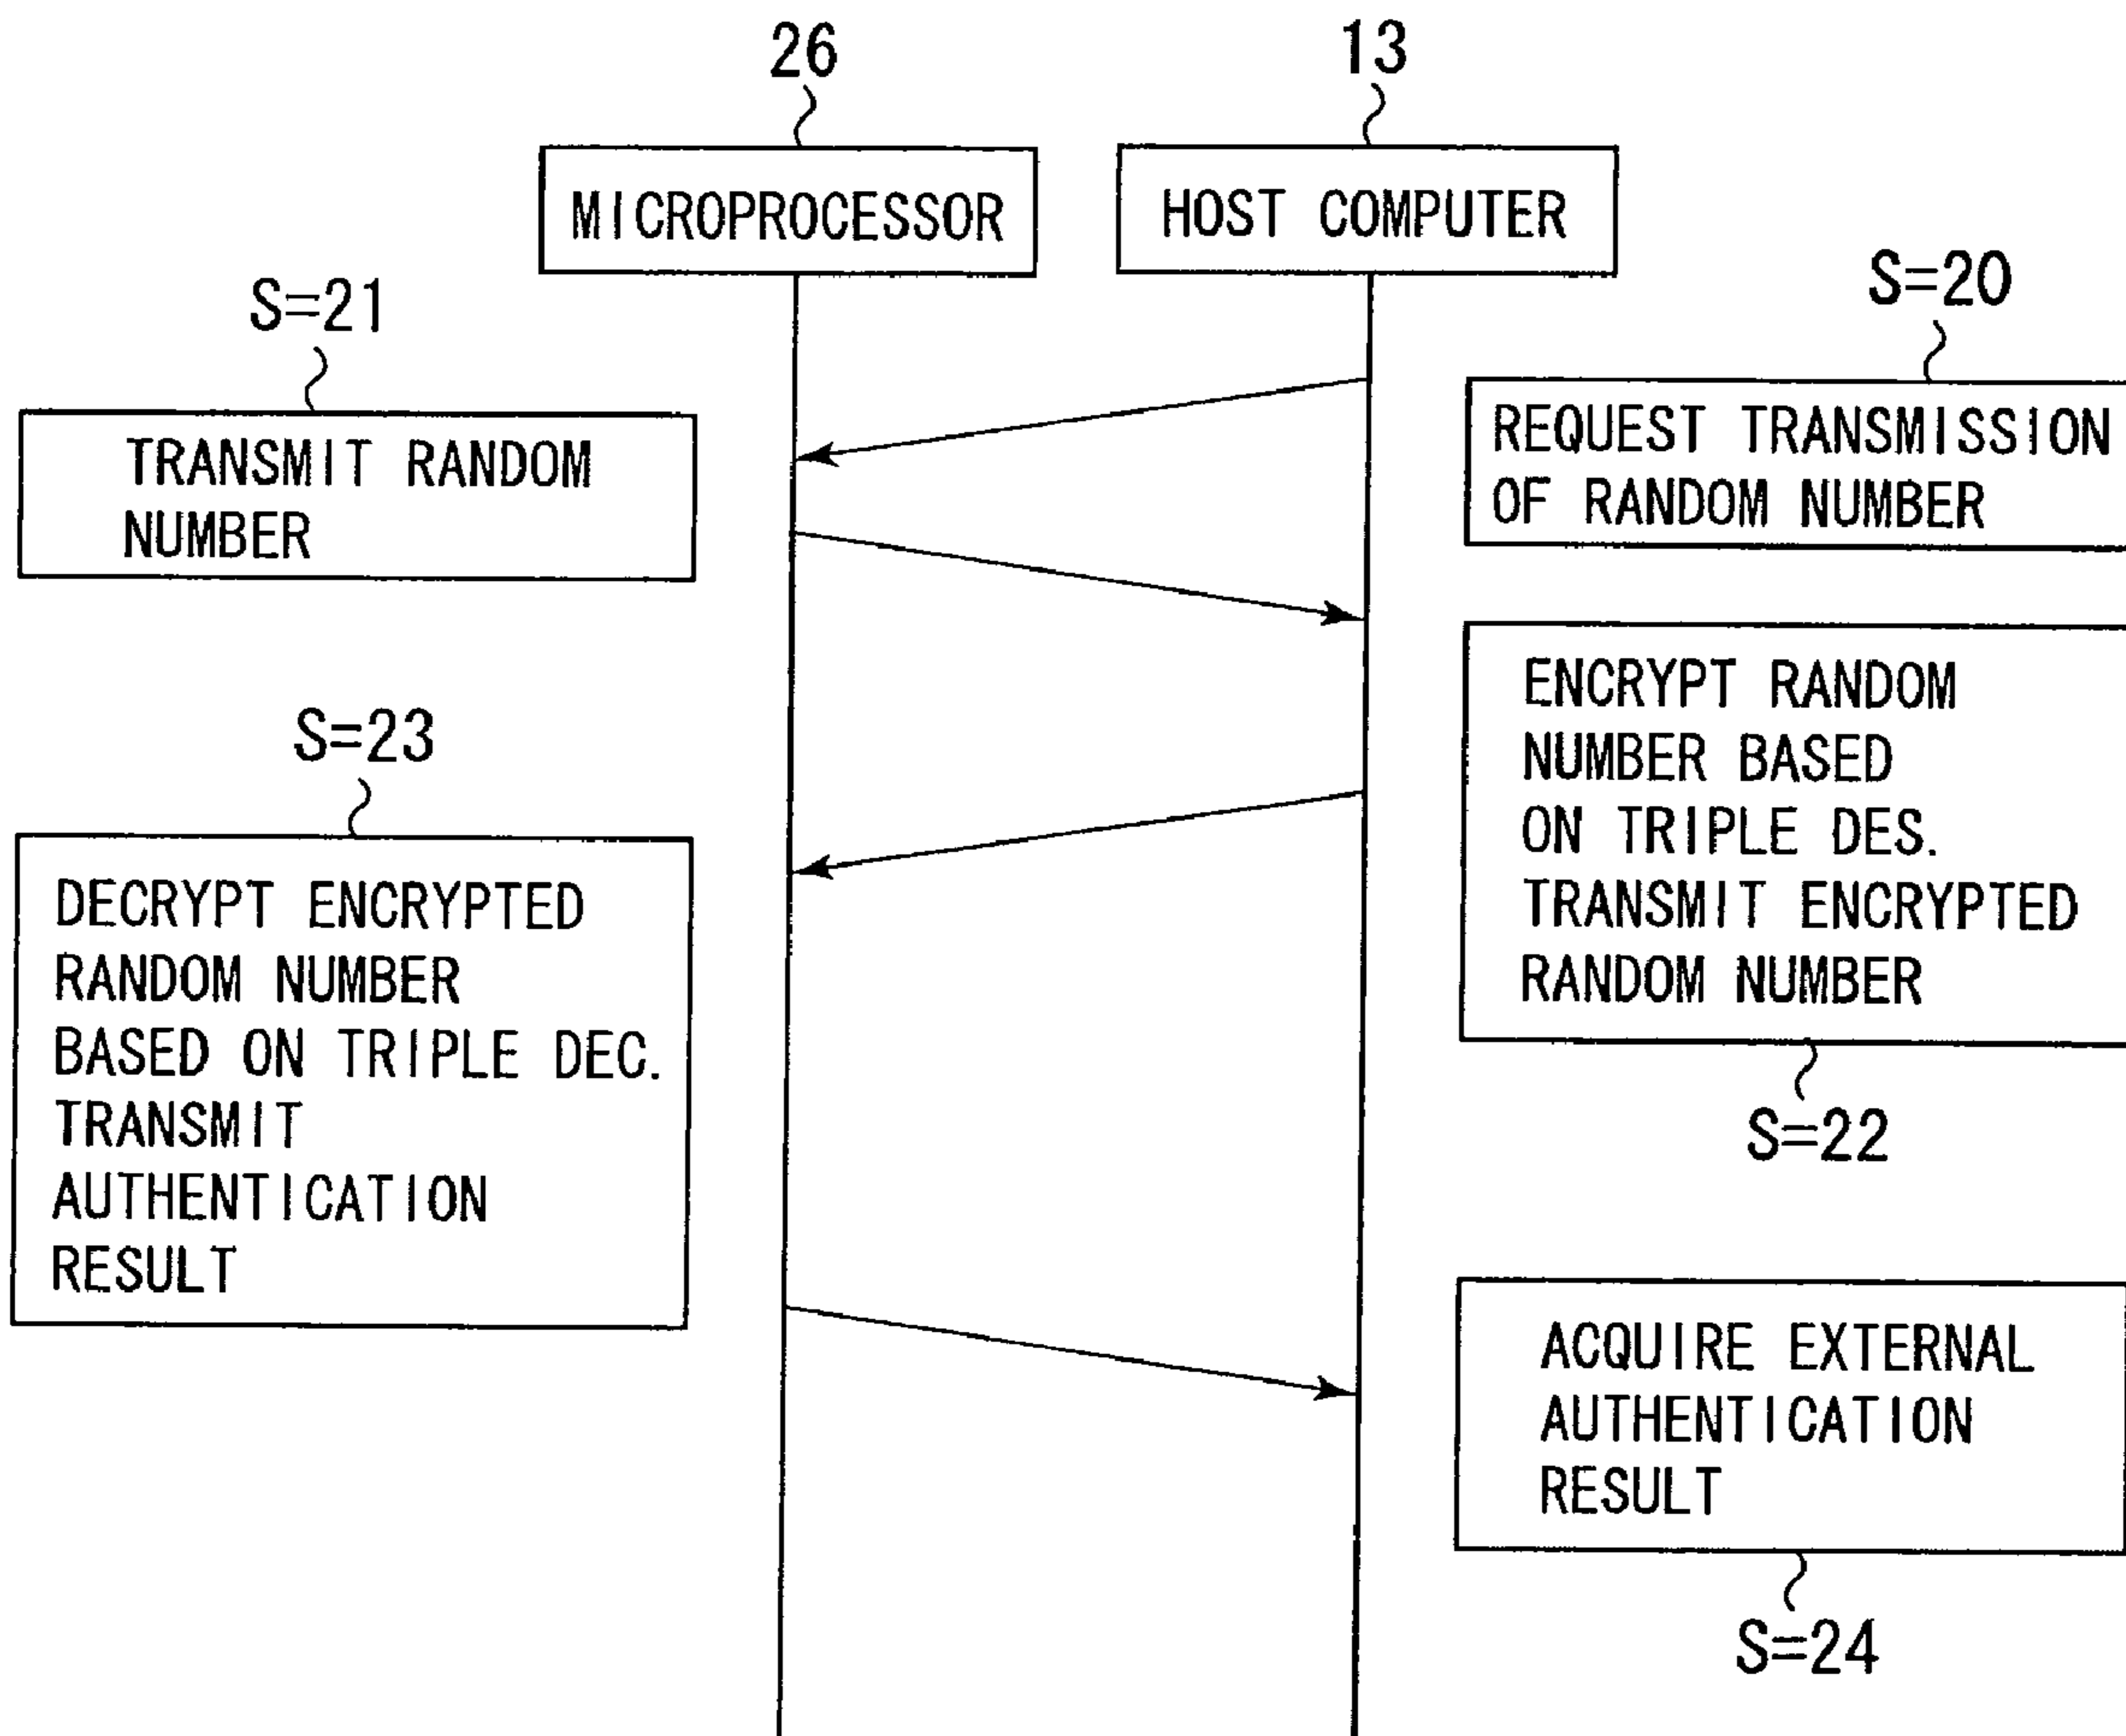 26
13
MICROPROCESSOR
HOST COMPUTER
S=21
S=20
TRANSMIT RANDOM
NUMBER
REQUEST TRANSMISSION
OF RANDOM NUMBER
ENCRYPT RANDOM
NUMBER BASED
ON TRIPLE DES.
TRANSMIT ENCRYPTED
RANDOM NUMBER
S=22
S=23
DECRYPT ENCRYPTED
RANDOM NUMBER
BASED ON TRIPLE DEC.
TRANSMIT
AUTHENTICATION
RESULT
ACQUIRE EXTERNAL
AUTHENTICATION
RESULT
S=24